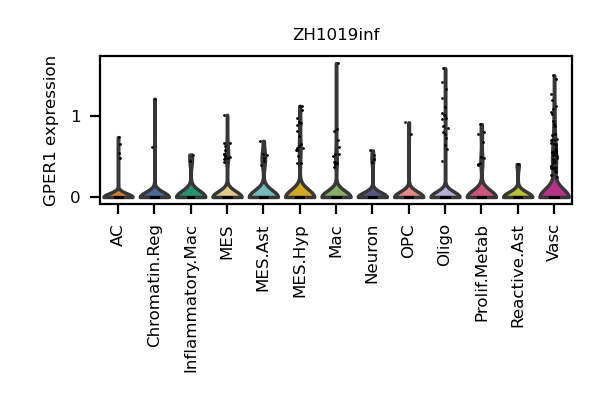 ZH1019inf
GPER1 expression
1
0
AC
Chromatin.Reg
Inflammatory.Mac
MES
MES.Ast
MES.Hyp
Mac
Neuron
OPC
Oligo
Prolif.Metab
Reactive.Ast
Vasc